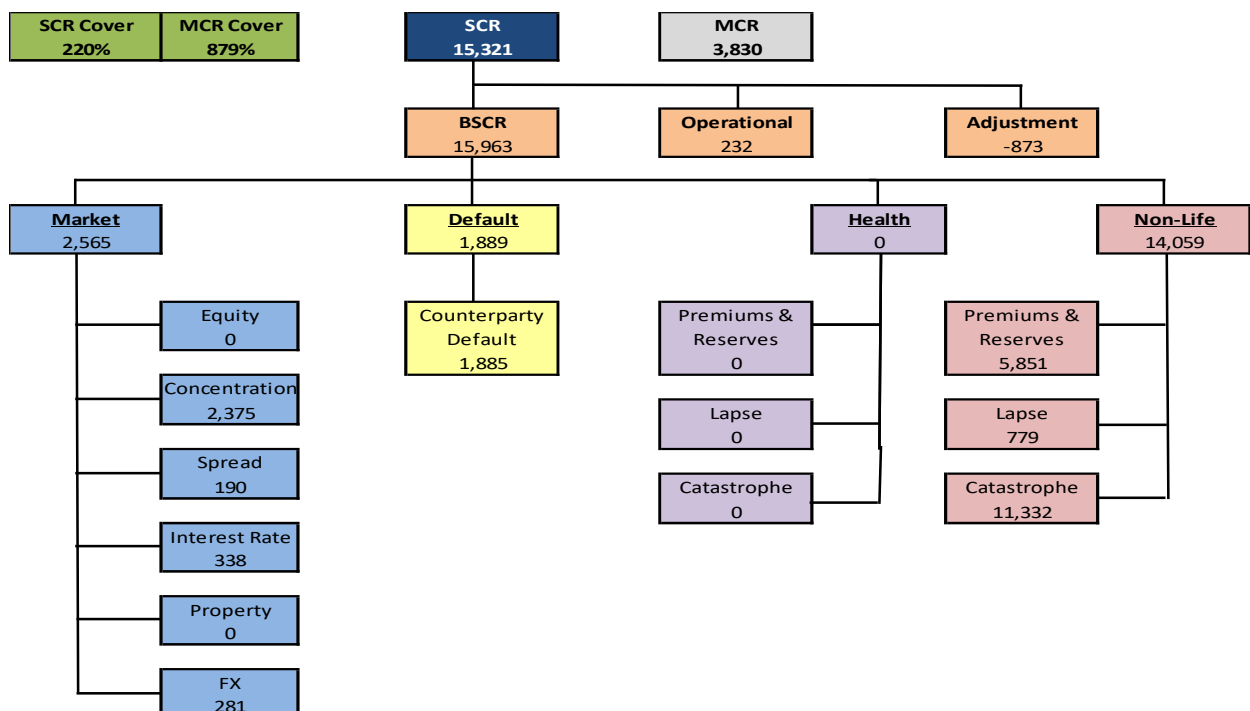 SCR Cover
220%
MCR Cover
879%
SCR
15,321
MCR
3,830
BSCR
15,963
Operational
232
Adjustment
-873
Market
2,565
Default
1,889
Health
0
Non-Life
14,059
Equity
0
Concentration
2,375
Spread
190
Interest Rate
338
Property
0
FX
281
Counterparty
Default
1,885
Premiums &
Reserves
0
Lapse
0
Catastrophe
0
Premiums &
Reserves
5,851
Lapse
779
Catastrophe
11,332